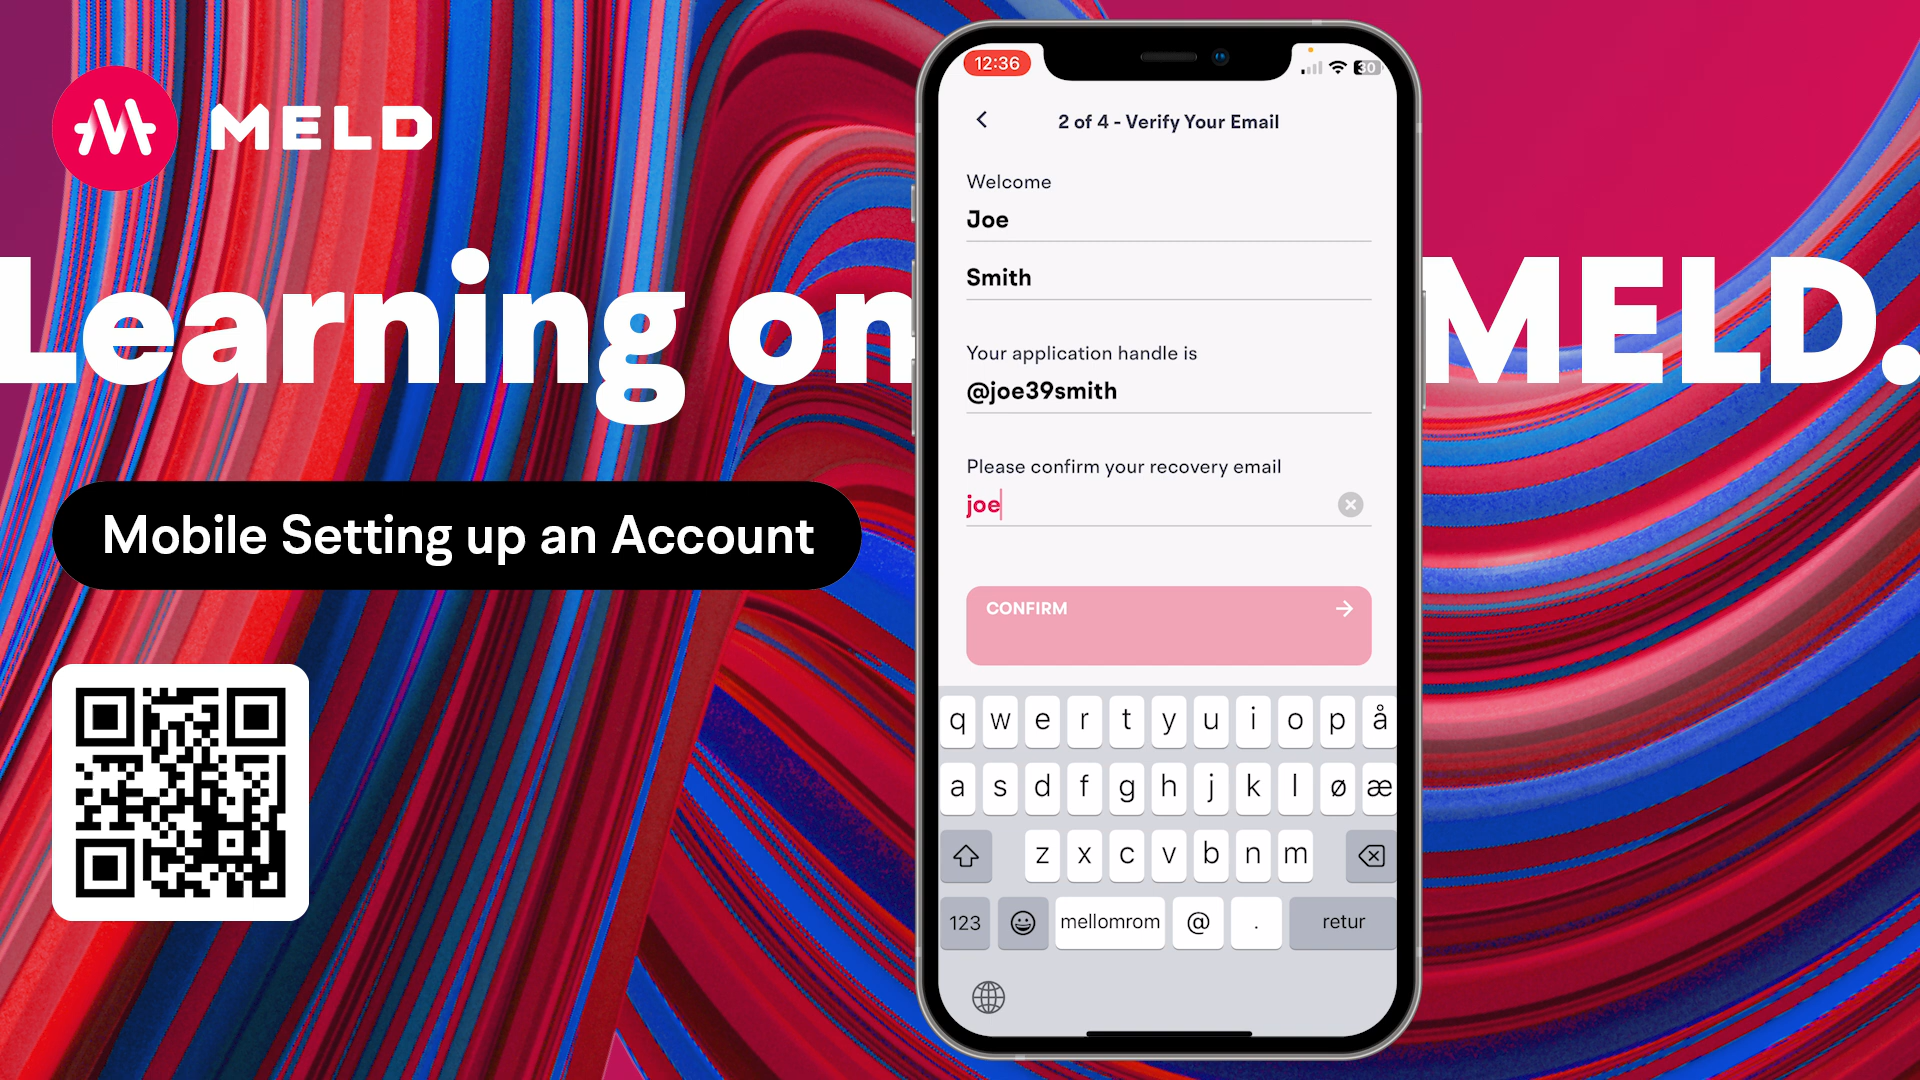 MELD
Learning on MELD.
Mobile Setting up an Account
12:36
30
2 of 4 - Verify Your Email
Welcome
Joe
Smith
Your application handle is
@joe39smith
Please confirm your recovery email
joe
CONFIRM
q w e r t y u i o p å
a s d f g h j k l ø æ
z x c v b n m
123 mellomrom @ . retur